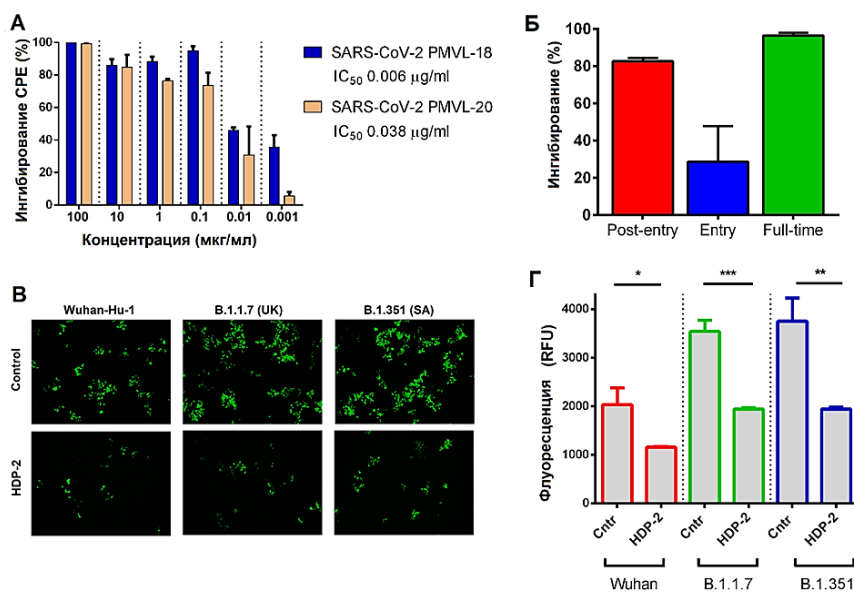 А
Ингибирование CPE (%)
100
80
60
40
20
0
100 10 1 0.1 0.01 0.001
Концентрация (мкг/мл)
SARS-CoV-2 PMVL-18
IC50 0.006 µg/ml
SARS-CoV-2 PMVL-20
IC50 0.038 µg/ml
Б
Ингибирование (%)
100
80
60
40
20
0
Post-entry Entry Full-time
В
Wuhan-Hu-1 B.1.1.7 (UK) B.1.351 (SA)
Control
HDP-2
Г
Флуоресценция (RFU)
4000
3000
2000
1000
0
* *** **
Cntr HDP-2 Cntr HDP-2 Cntr HDP-2
Wuhan B.1.1.7 B.1.351